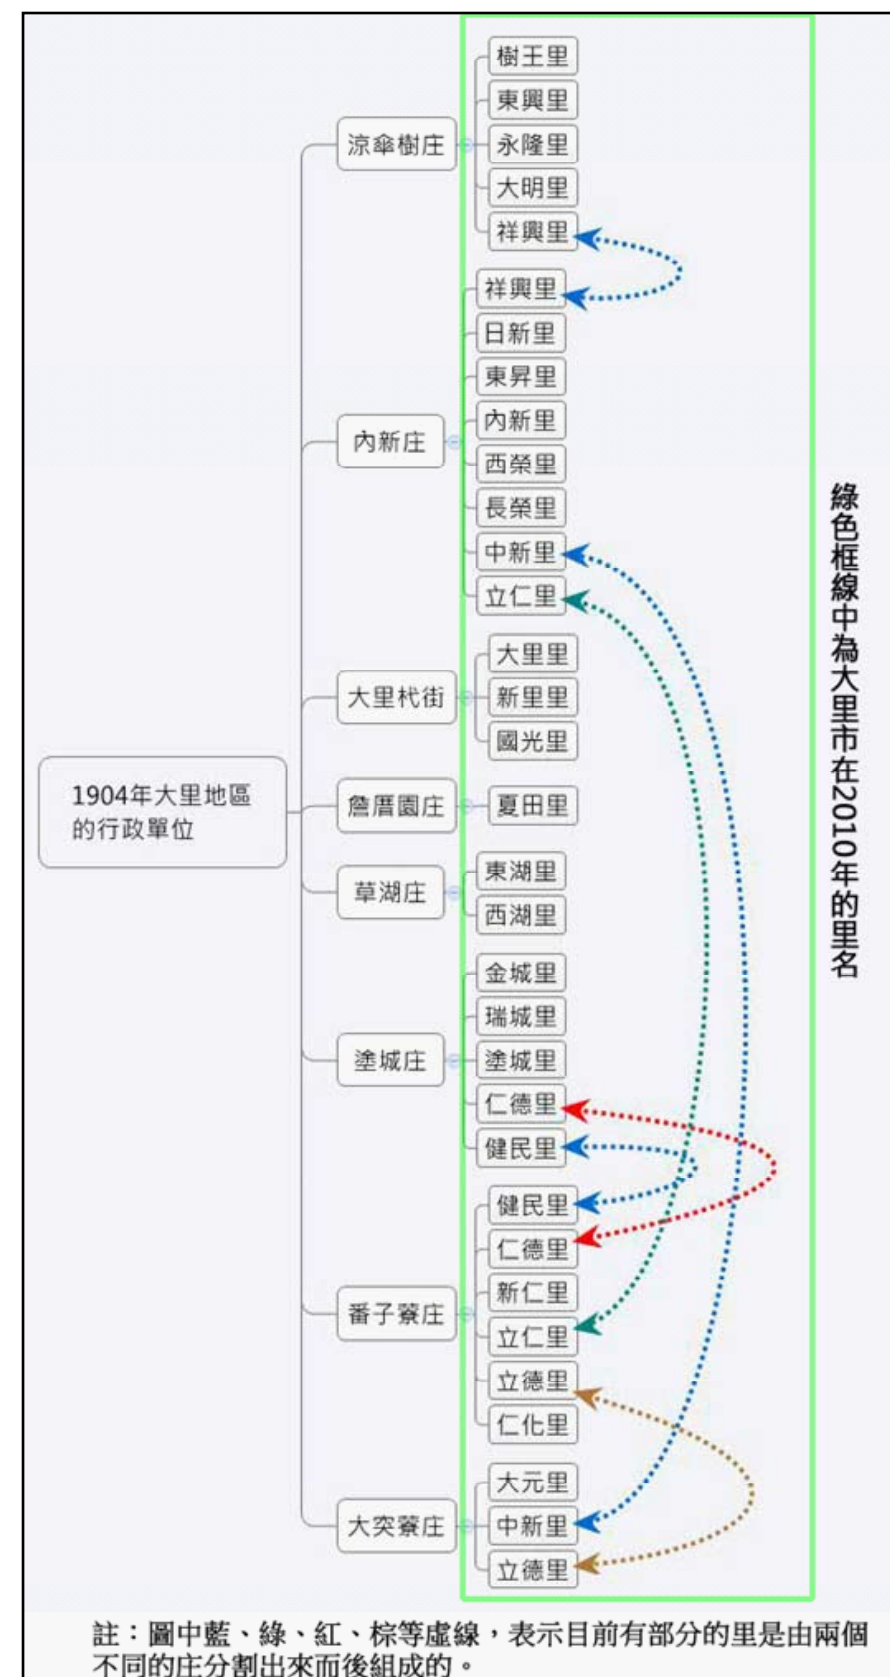 1904年大里地區
的行政單位
涼傘樹庄
樹王里
東興里
永隆里
大明里
祥興里
內新庄
祥興里
日新里
東昇里
內新里
西榮里
長榮里
中新里
立仁里
大里杙街
大里里
新里里
國光里
詹厝園庄
夏田里
草湖庄
東湖里
西湖里
塗城庄
金城里
瑞城里
塗城里
仁德里
健民里
番子藔庄
健民里
仁德里
新仁里
立仁里
立德里
仁化里
大突藔庄
大元里
中新里
立德里
綠色框線中為大里市在2010年的里名
註：圖中藍、綠、紅、棕等虛線，表示目前有部分的里是由兩個
不同的庄分割出來而後組成的。